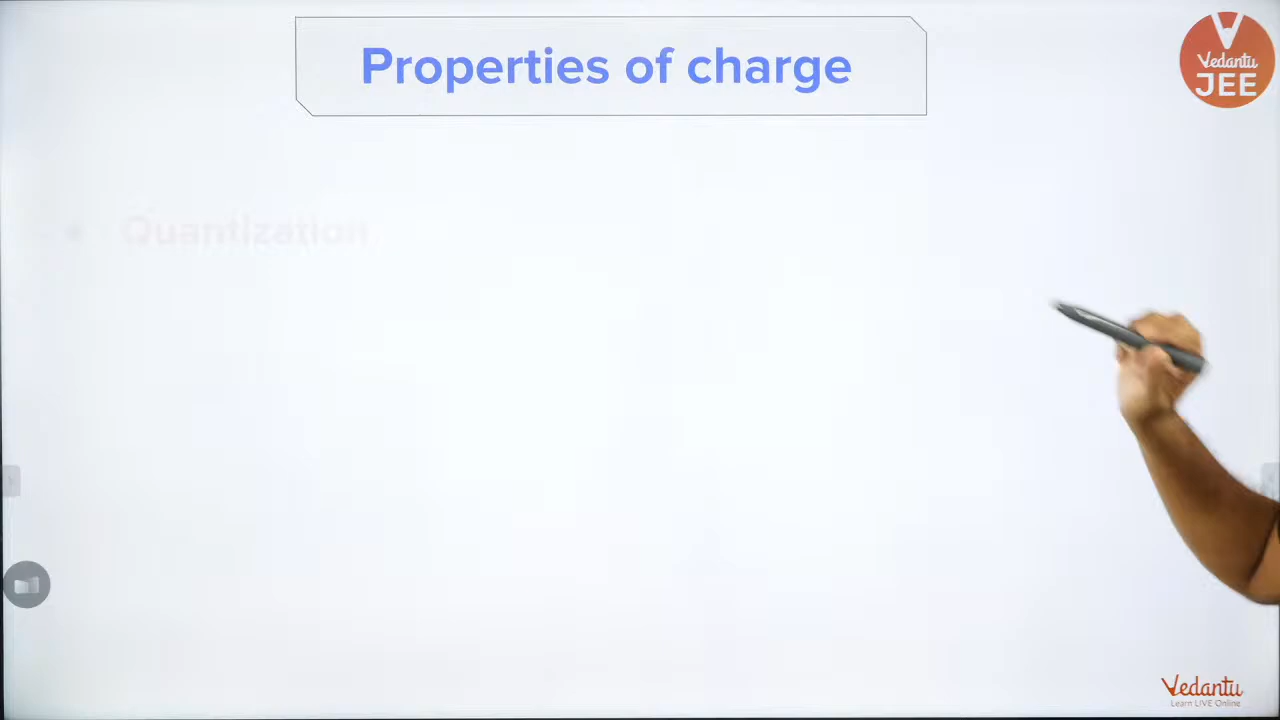 Properties of charge
Vedantu
JEE
• Quantization
Vedantu
Learn LIVE Online